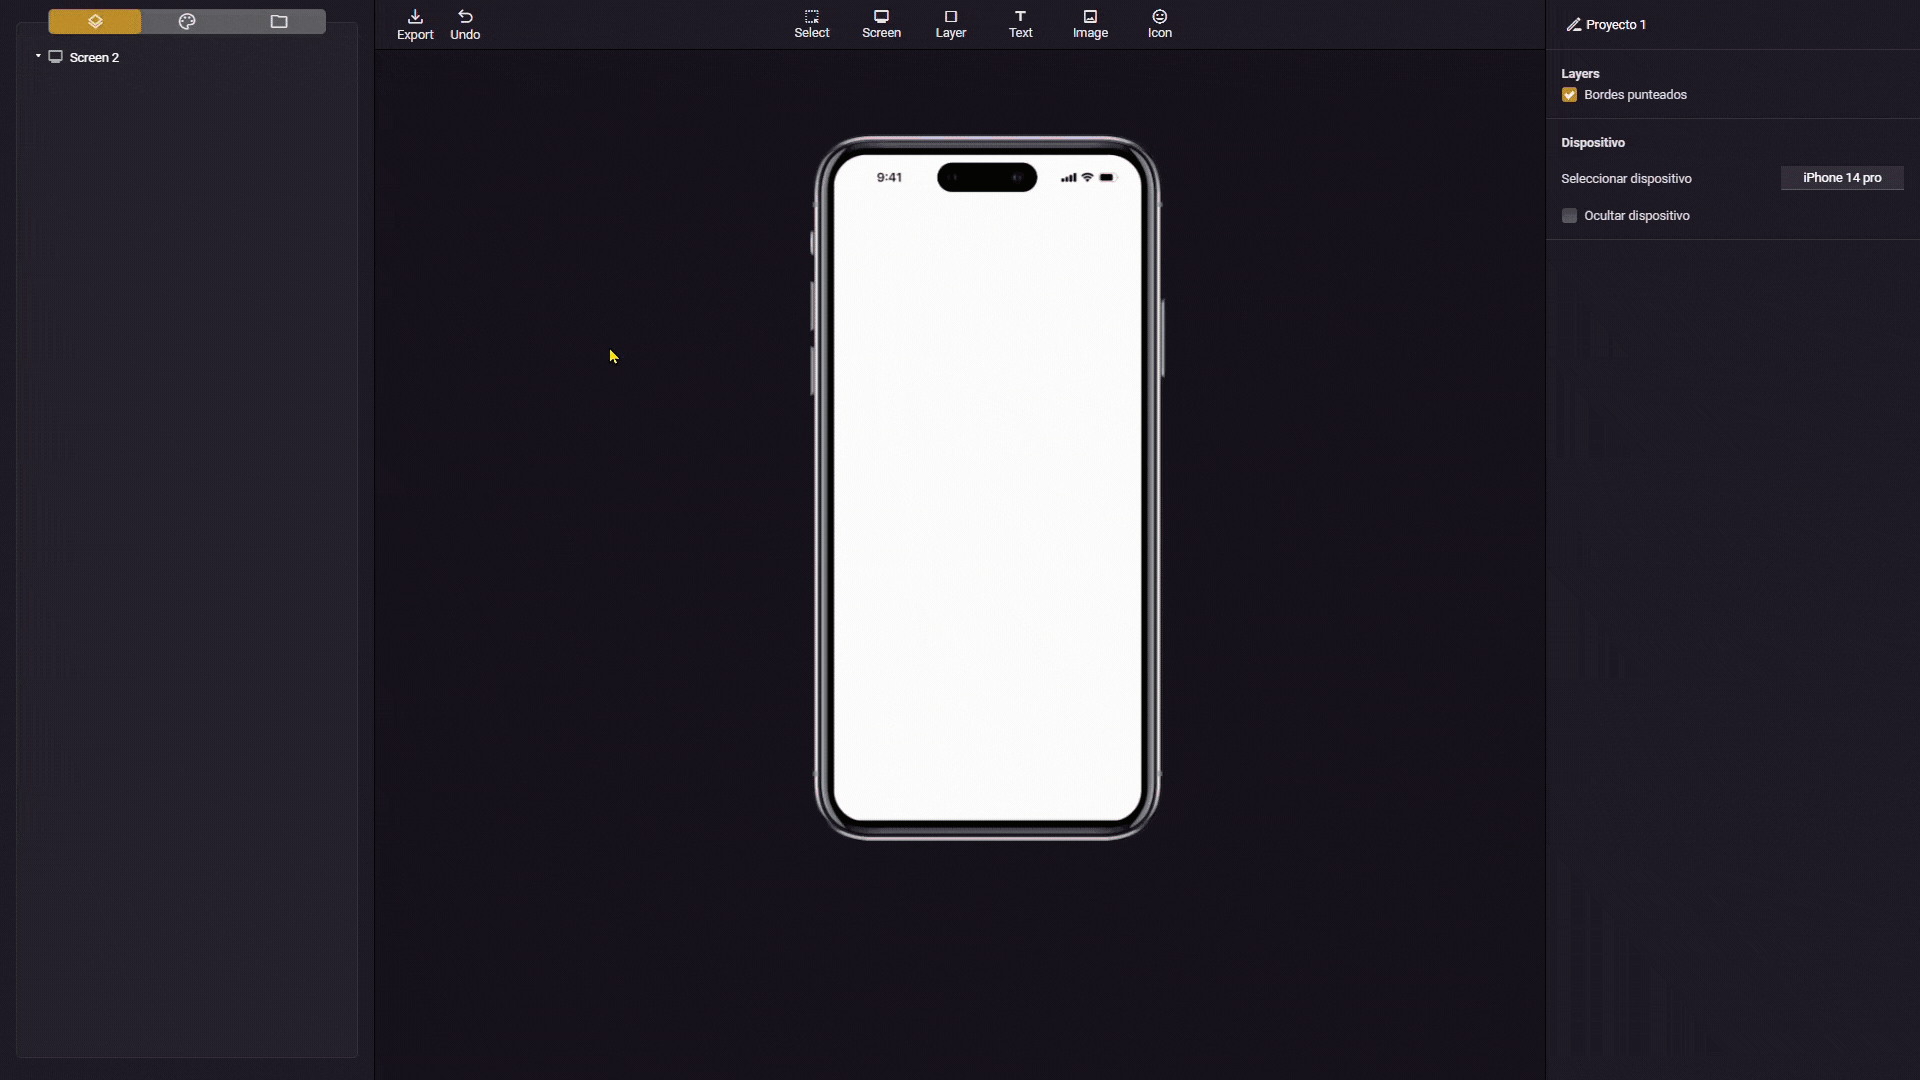 Screen 2
Export
Undo
Select
Screen
Layer
Text
Image
Icon
9:41
Proyecto 1
Layers
Bordes punteados
Dispositivo
Seleccionar dispositivo
iPhone 14 pro
Ocultar dispositivo